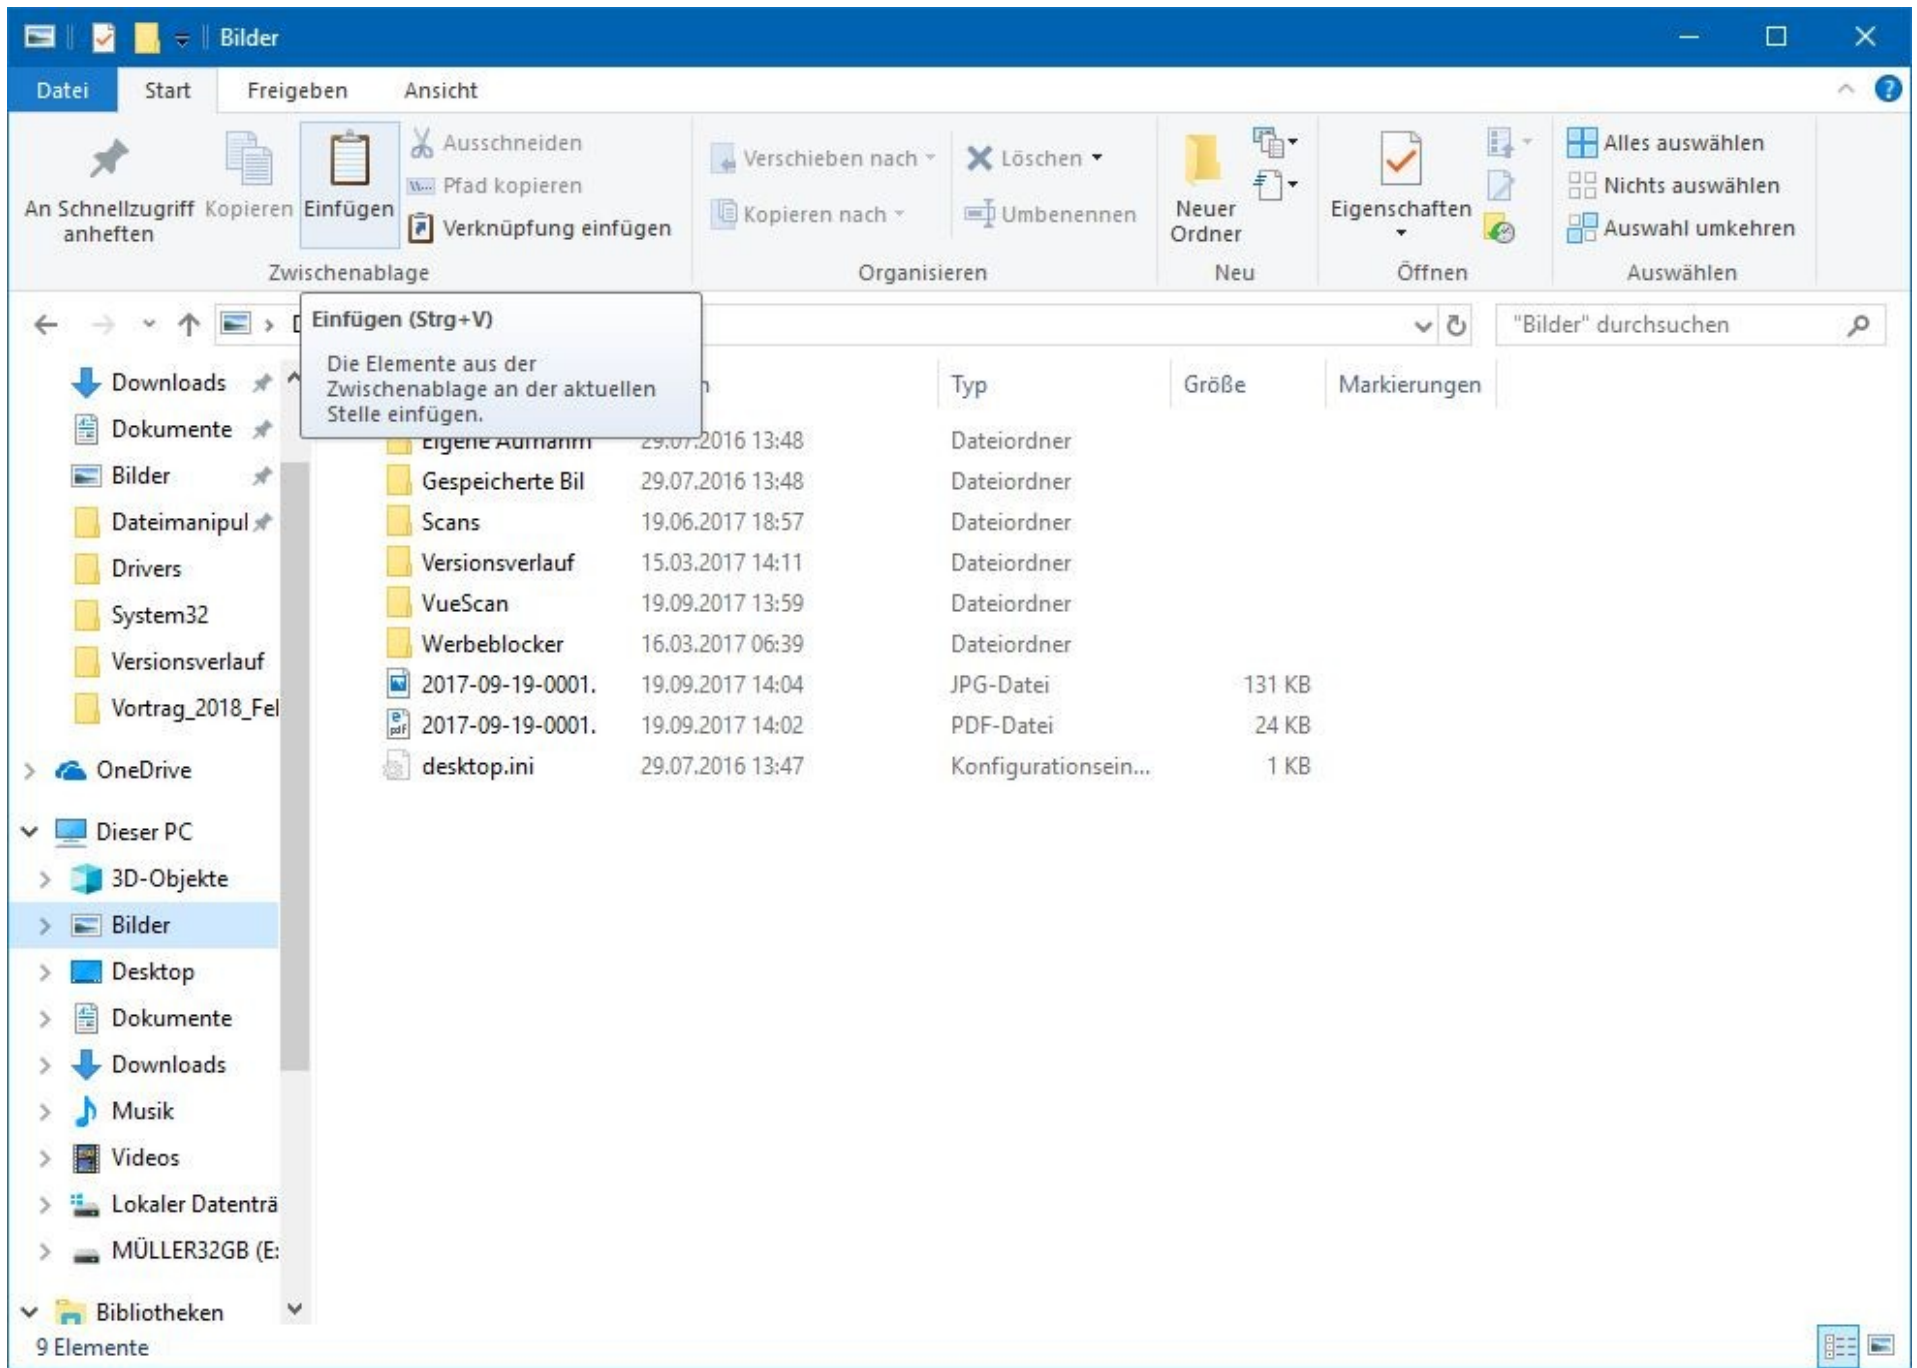 Bilder
Datei Start Freigeben Ansicht
An Schnellzugriff anheften
Kopieren
Einfügen
Ausschneiden
Pfad kopieren
Verknüpfung einfügen
Zwischenablage
Verschieben nach
Kopieren nach
Löschen
Umbenennen
Organisieren
Neuer
Ordner
Neu
Eigenschaften
Öffnen
Alles auswählen
Nichts auswählen
Auswahl umkehren
Auswählen
"Bilder" durchsuchen
Einfügen (Strg+V)
Die Elemente aus der
Zwischenablage an der aktuellen
Stelle einfügen.
Downloads
Dokumente
Bilder
Dateimanipul
Drivers
System32
Versionsverlauf
Vortrag_2018_Fel
OneDrive
Dieser PC
3D-Objekte
Bilder
Desktop
Dokumente
Downloads
Musik
Videos
Lokaler Datenträ
MÜLLER32GB (E:
Bibliotheken
Typ Größe Markierungen
Eigene Aufnahm 29.07.2016 13:48 Dateiordner
Gespeicherte Bil 29.07.2016 13:48 Dateiordner
Scans 19.06.2017 18:57 Dateiordner
Versionsverlauf 15.03.2017 14:11 Dateiordner
VueScan 19.09.2017 13:59 Dateiordner
Werbeblocker 16.03.2017 06:39 Dateiordner
2017-09-19-0001. 19.09.2017 14:04 JPG-Datei 131 KB
2017-09-19-0001. 19.09.2017 14:02 PDF-Datei 24 KB
desktop.ini 29.07.2016 13:47 Konfigurationsein... 1 KB
9 Elemente